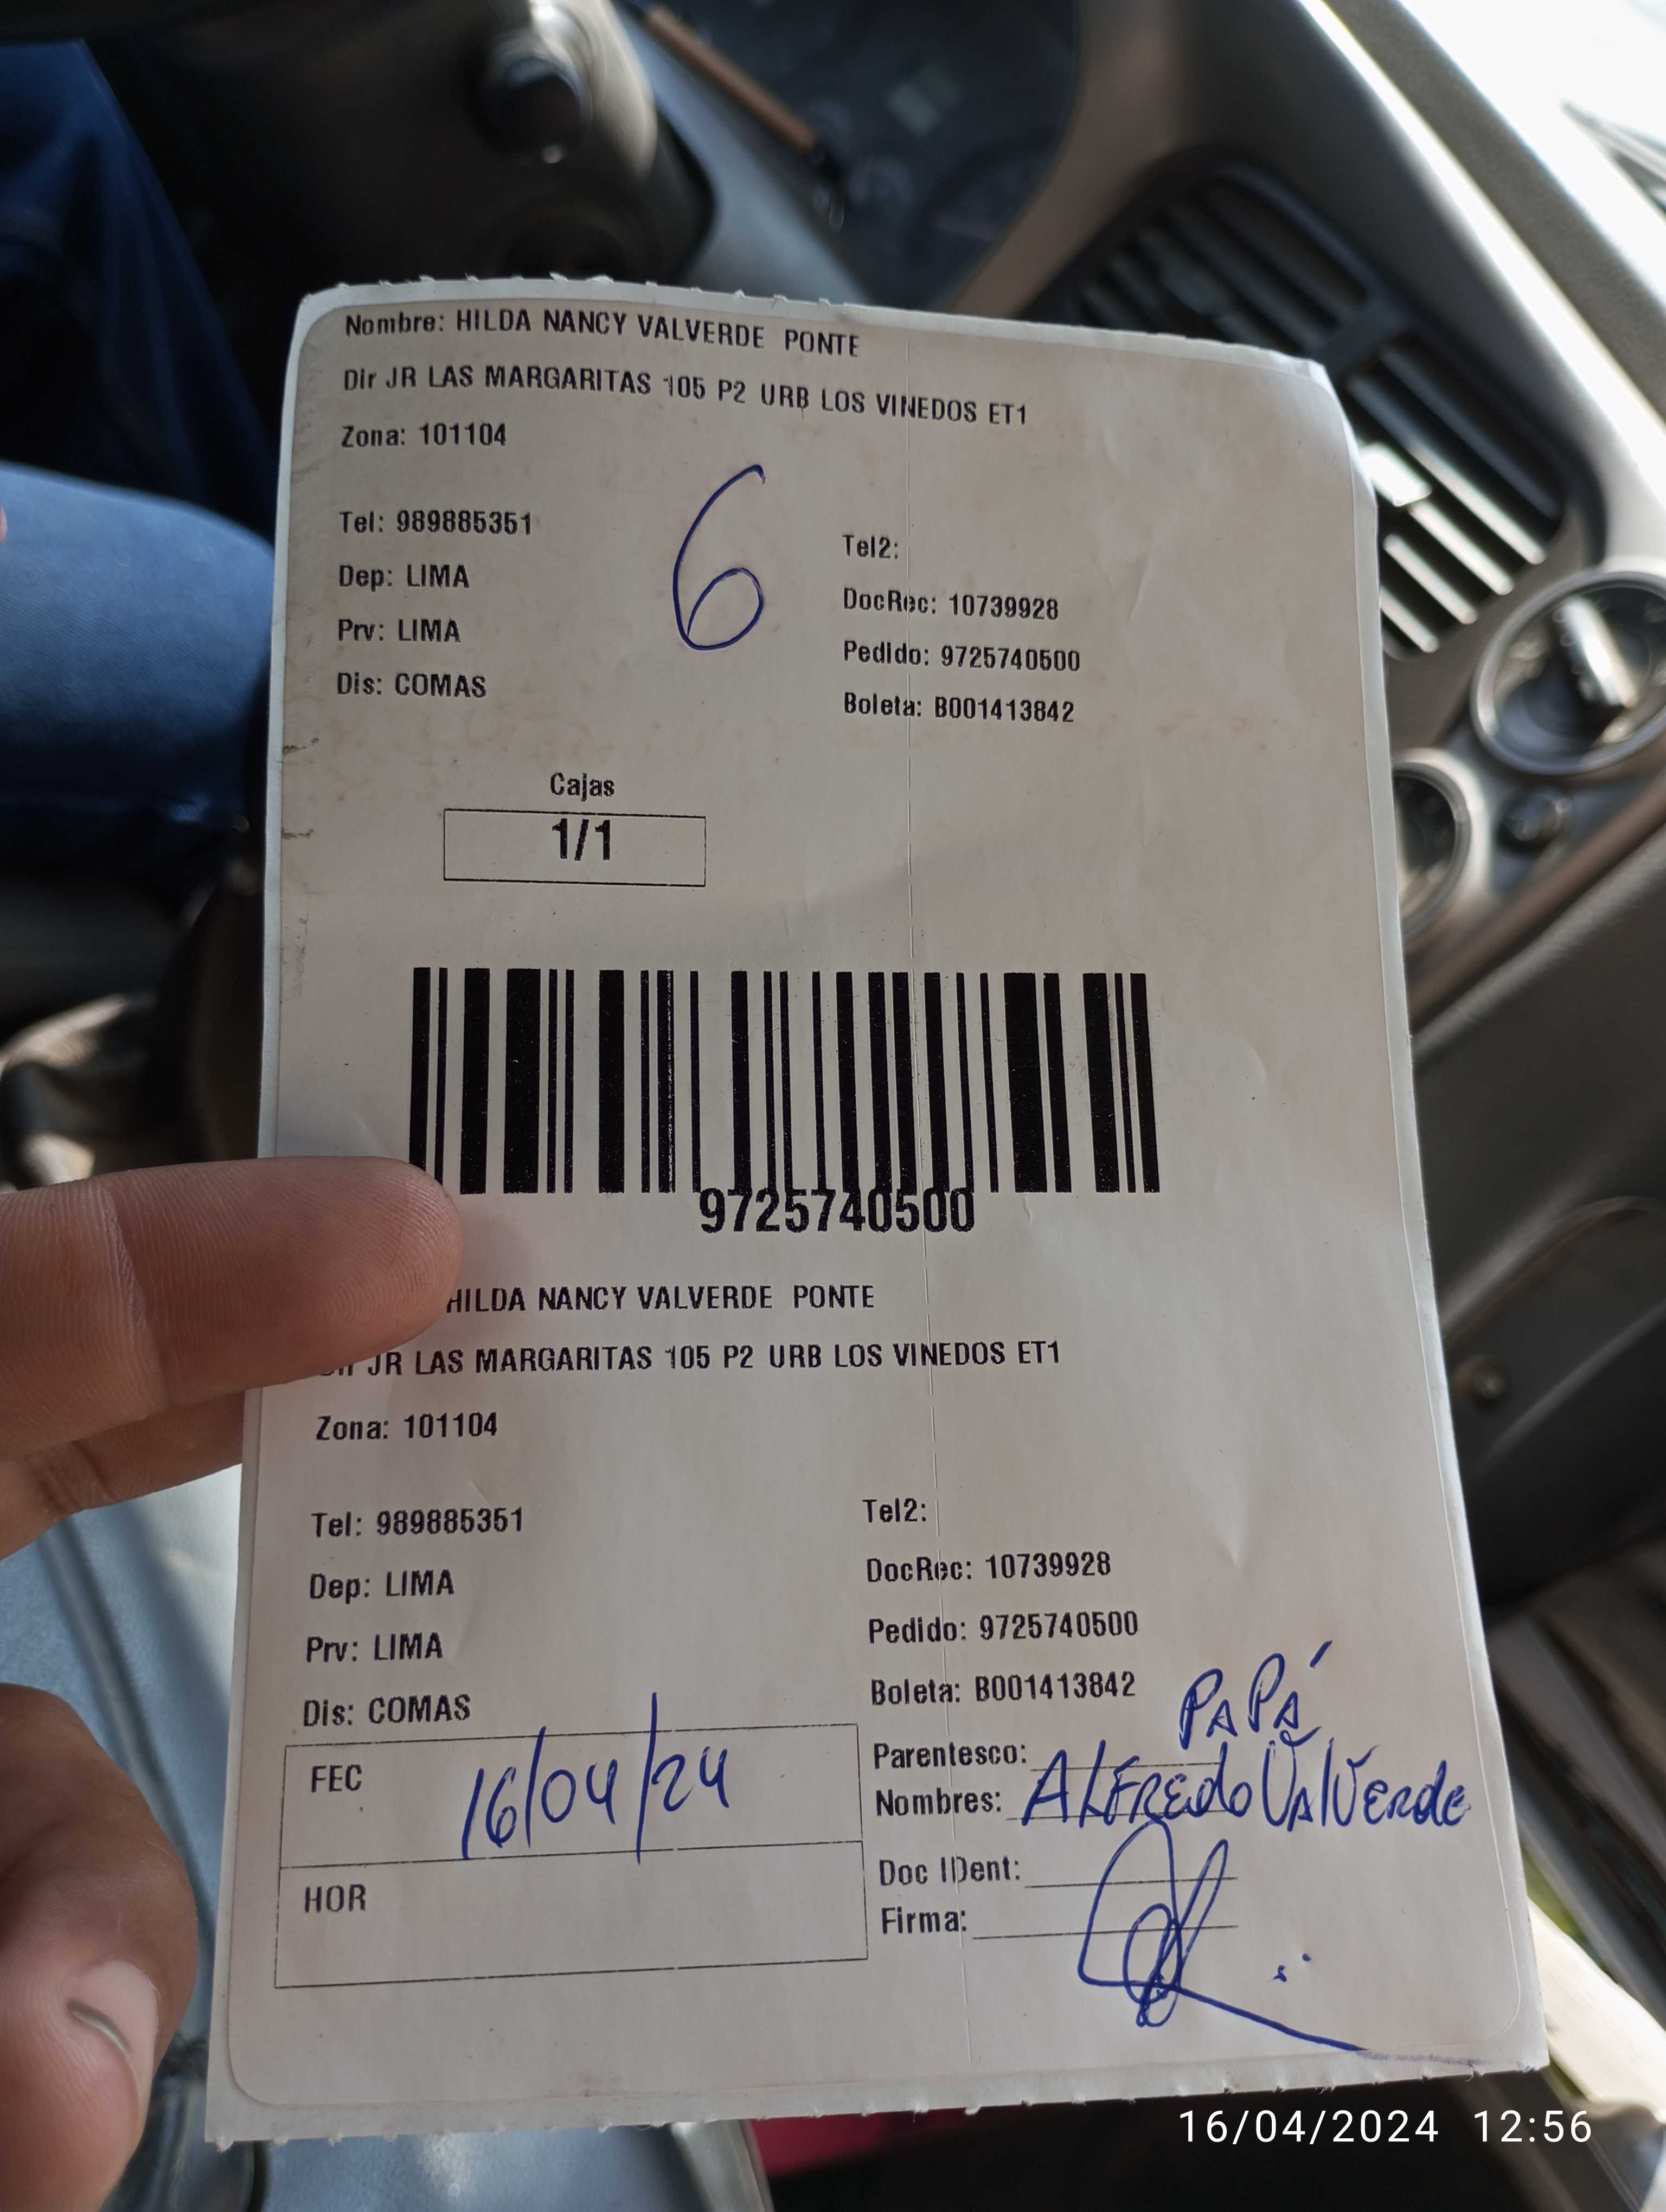 Nombre: HILDA NANCY VALVERDE PONTE
Dir JR LAS MARGARITAS 105 P2 URB LOS VINEDOS ET1
Zona: 101104
6
Tel: 989885351
Tel2:
Dep: LIMA
DocRec: 10739928
Prv: LIMA
Pedido: 9725740500
Dis: COMAS
Boleta: B001413842
Cajas
1/1
9725740500
HILDA NANCY VALVERDE PONTE
Dir JR LAS MARGARITAS 105 P2 URB LOS VINEDOS ET1
Zona: 101104
Tel: 989885351
Tel2:
Dep: LIMA
DocRec: 10739928
Prv: LIMA
Pedido: 9725740500
Dis: COMAS
Boleta: B001413842
FEC 16/04/24
Parentesco: PAPÁ
Nombres: ALFREdo VAlVERde
HOR
Doc IDent:
Firma:
16/04/2024 12:56